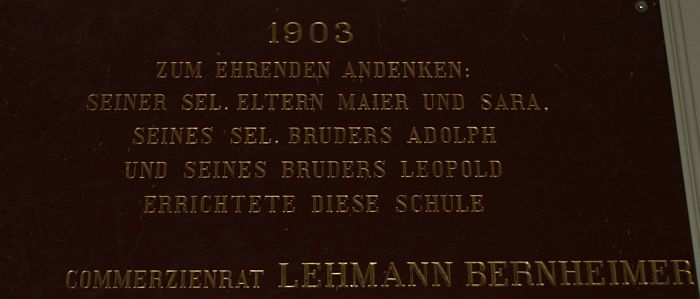 1903
ZUM EHRENDEN ANDENKEN:
SEINER SEL. ELTERN MAIER UND SARA,
SEINES SEL. BRUDERS ADOLPH
UND SEINES BRUDERS LEOPOLD
ERRICHTETE DIESE SCHULE
COMMERZIENRAT LEHMANN BERNHEIMER